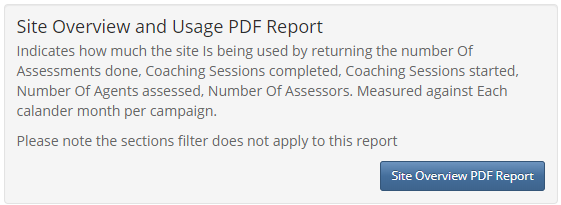 Site Overview and Usage PDF Report
Indicates how much the site Is being used by returning the number Of
Assessments done, Coaching Sessions completed, Coaching Sessions started,
Number Of Agents assessed, Number Of Assessors. Measured against Each
calander month per campaign.
Please note the sections filter does not apply to this report
Site Overview PDF Report